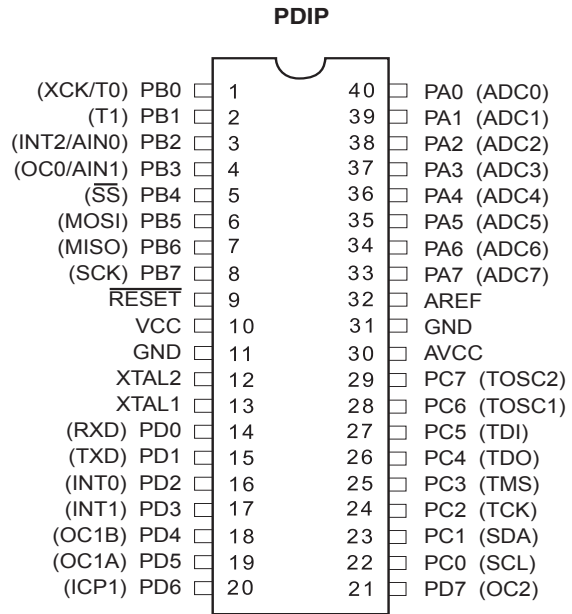 PDIP
(XCK/T0) PB0 1 40 PA0 (ADC0)
(T1) PB1 2 39 PA1 (ADC1)
(INT2/AIN0) PB2 3 38 PA2 (ADC2)
(OC0/AIN1) PB3 4 37 PA3 (ADC3)
(SS) PB4 5 36 PA4 (ADC4)
(MOSI) PB5 6 35 PA5 (ADC5)
(MISO) PB6 7 34 PA6 (ADC6)
(SCK) PB7 8 33 PA7 (ADC7)
RESET 9 32 AREF
VCC 10 31 GND
GND 11 30 AVCC
XTAL2 12 29 PC7 (TOSC2)
XTAL1 13 28 PC6 (TOSC1)
(RXD) PD0 14 27 PC5 (TDI)
(TXD) PD1 15 26 PC4 (TDO)
(INT0) PD2 16 25 PC3 (TMS)
(INT1) PD3 17 24 PC2 (TCK)
(OC1B) PD4 18 23 PC1 (SDA)
(OC1A) PD5 19 22 PC0 (SCL)
(ICP1) PD6 20 21 PD7 (OC2)